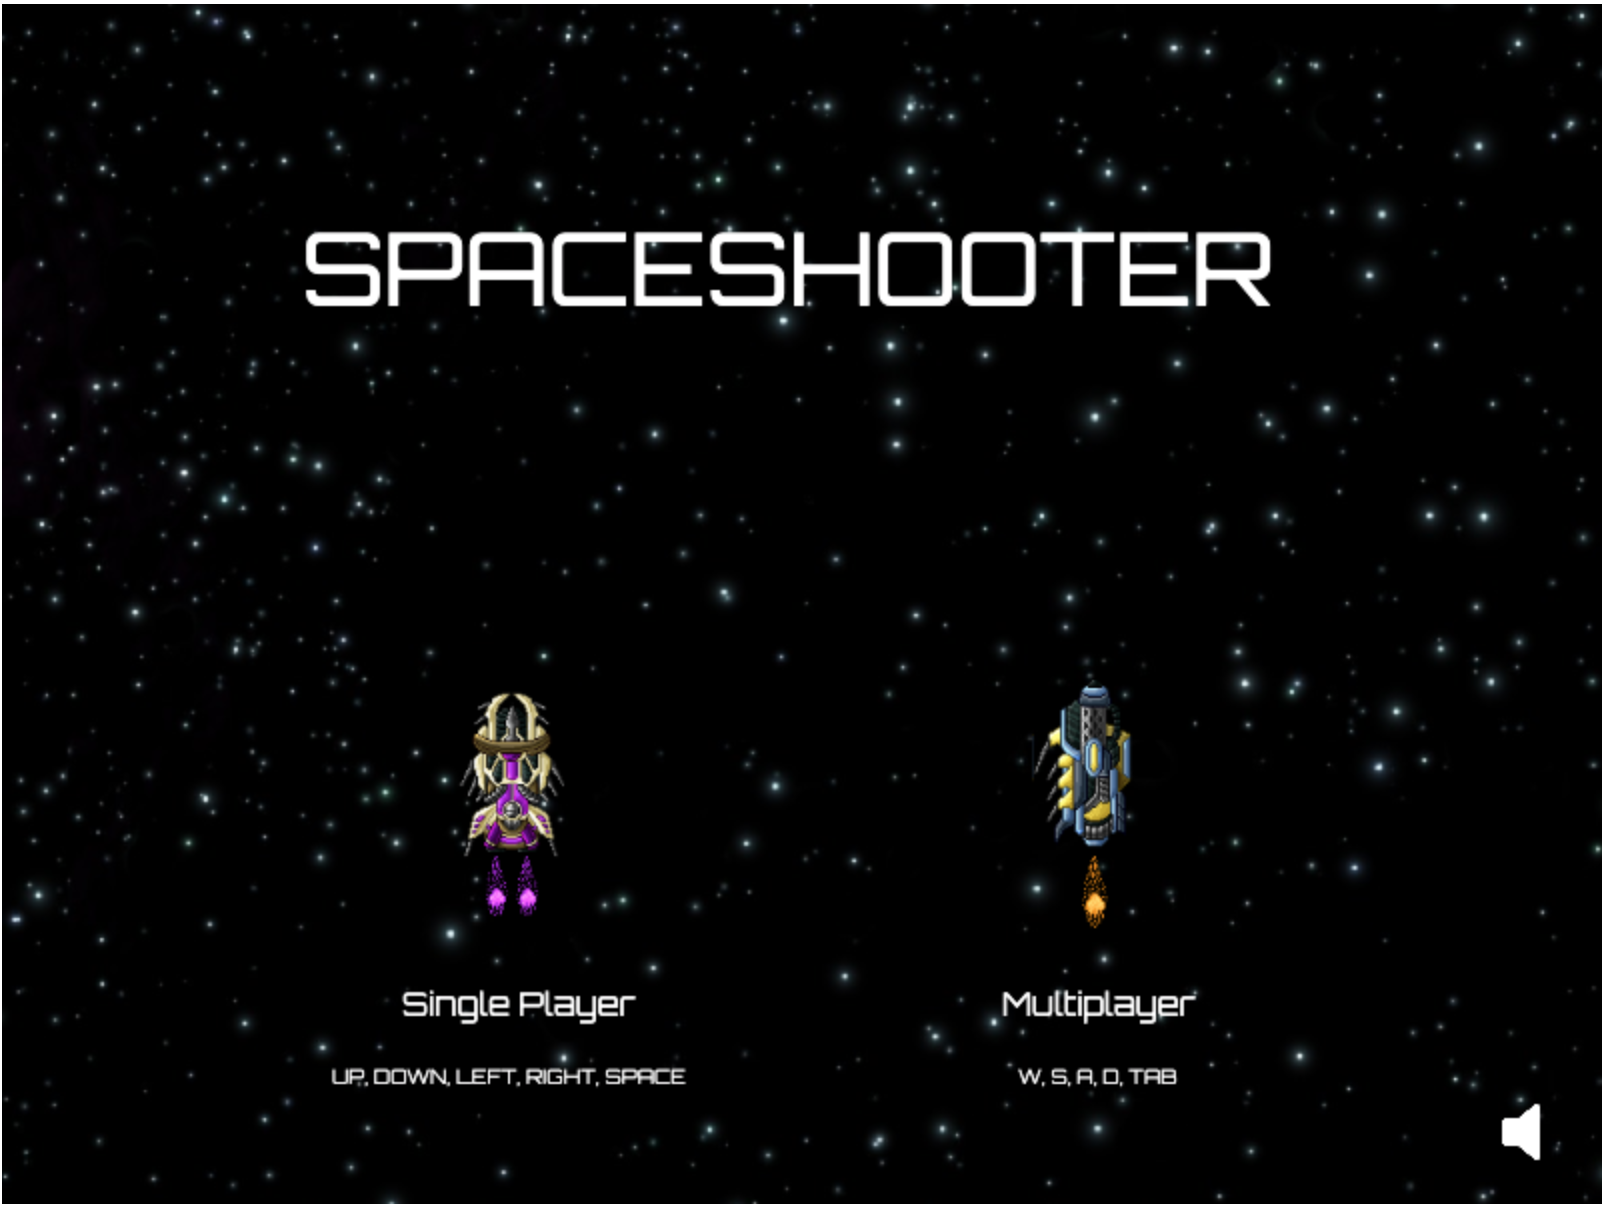 SPACESHOOTER
Single Player
Multiplayer
UP, DOWN, LEFT, RIGHT, SPACE
W, S, A, D, TAB